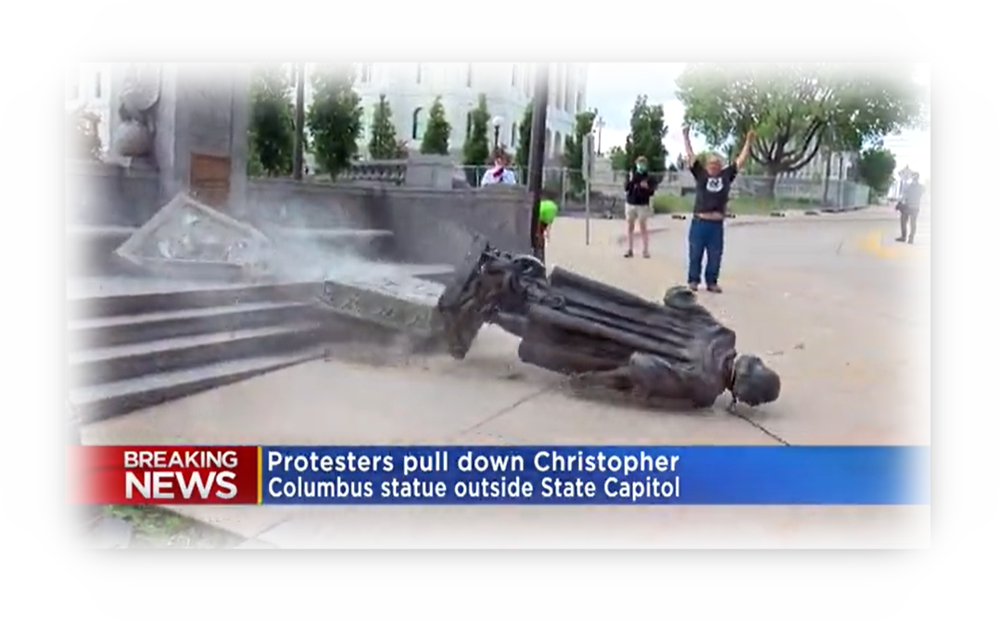 BREAKING
NEWS
Protesters pull down Christopher
Columbus statue outside State Capitol